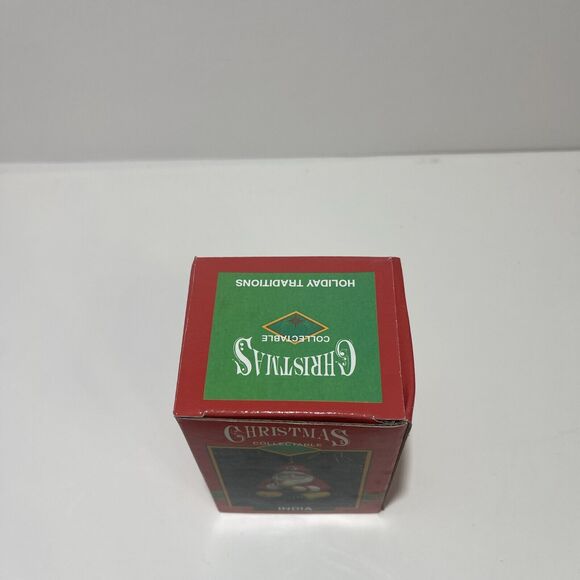 CHRISTMAS
COLLECTABLE
HOLIDAY TRADITIONS
CHRISTMAS
COLLECTABLE
INDIA